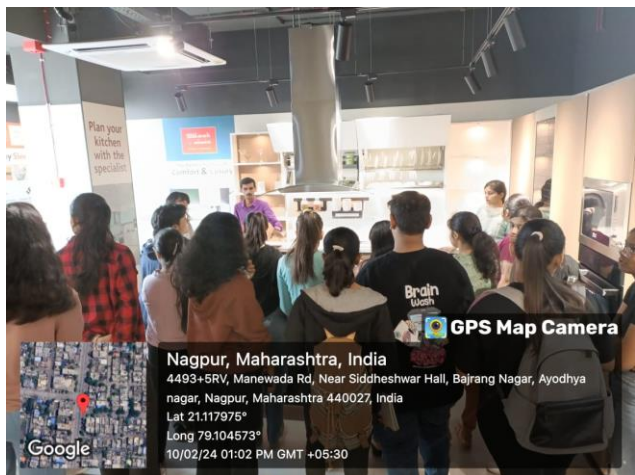 Plan your
kitchen
with the
specialist
Comfort & Luxury
Brain
Wash
GPS Map Camera
Nagpur, Maharashtra, India
4493+5RV, Manewada Rd, Near Siddheshwar Hall, Bajrang Nagar, Ayodhya
nagar, Nagpur, Maharashtra 440027, India
Lat 21.117975°
Long 79.104573°
10/02/24 01:02 PM GMT +05:30
Google